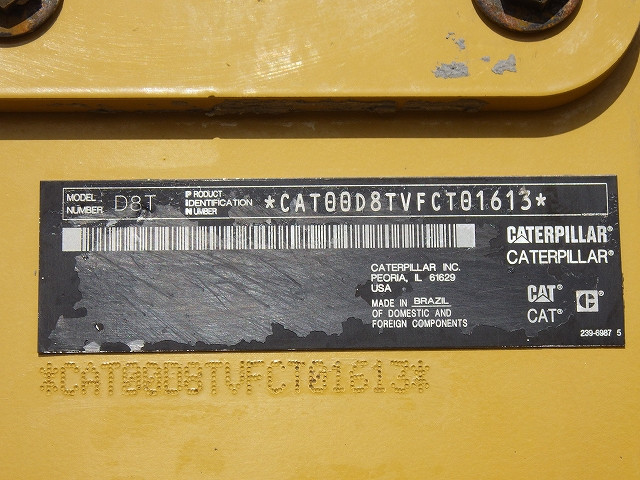 MODEL NUMBER D8T
PRODUCT IDENTIFICATION NUMBER *CAT00D8TVFCT01613*
CATERPILLAR®
CATERPILLAR®
CATERPILLAR INC.
PEORIA, IL 61629
USA
MADE IN BRAZIL
OF DOMESTIC AND
FOREIGN COMPONENTS
CAT® C®
CAT®
239-6987 5
*CAT00D8TVFCT01613*